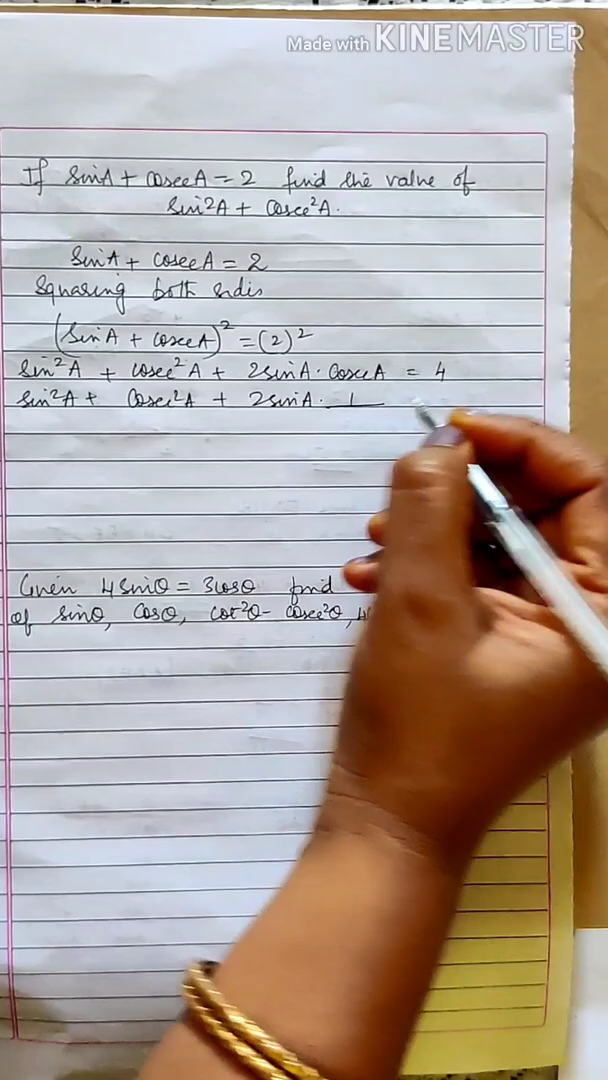 Made with KINEMASTER
If sinA + cosecA = 2 find the value of
sin²A + cosec²A.
sinA + cosecA = 2
Squaring both sides
(sinA + cosecA)² = (2)²
sin²A + cosec²A + 2sinA · cosecA = 4
sin²A + cosec²A + 2sinA · 1
Given 4sinθ = 3cosθ find
of sinθ, cosθ, cot²θ - cosec²θ,